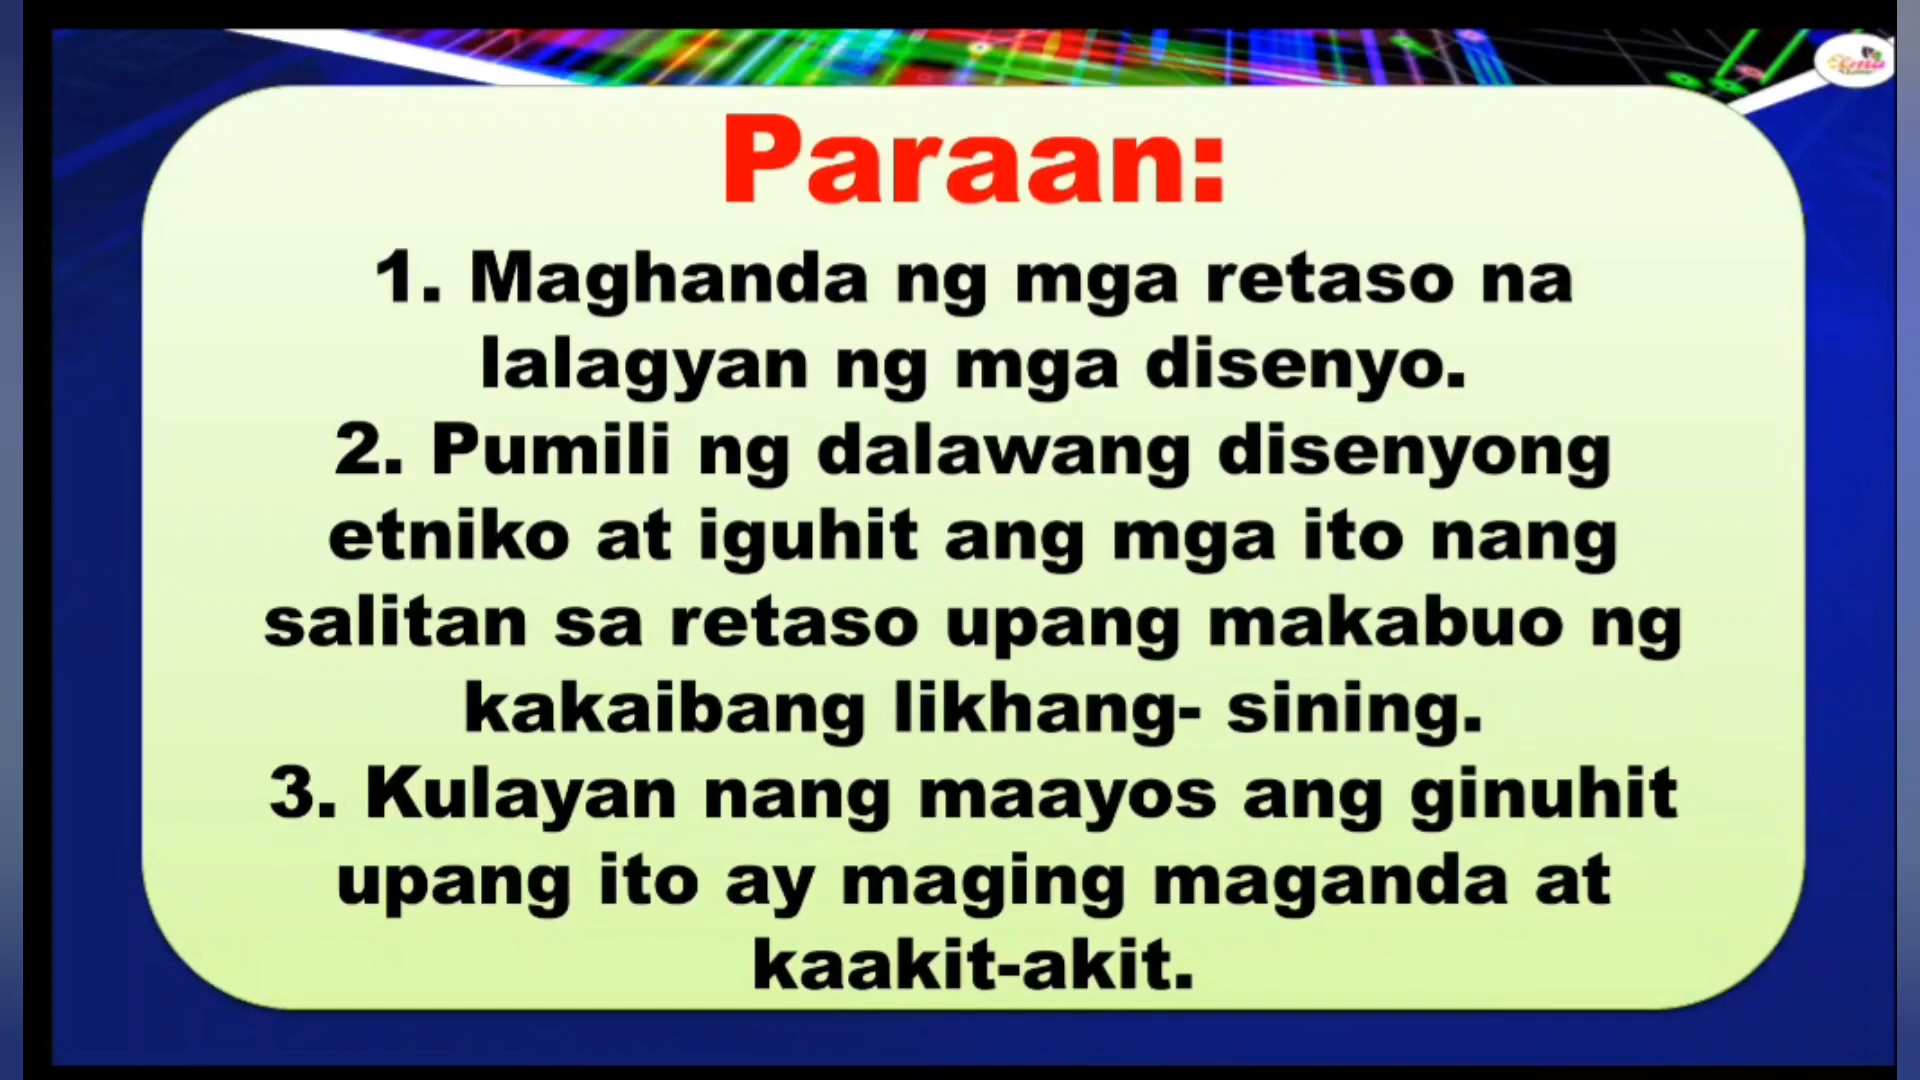 Paraan:
1. Maghanda ng mga retaso na
lalagyan ng mga disenyo.
2. Pumili ng dalawang disenyong
etniko at iguhit ang mga ito nang
salitan sa retaso upang makabuo ng
kakaibang likhang- sining.
3. Kulayan nang maayos ang ginuhit
upang ito ay maging maganda at
kaakit-akit.